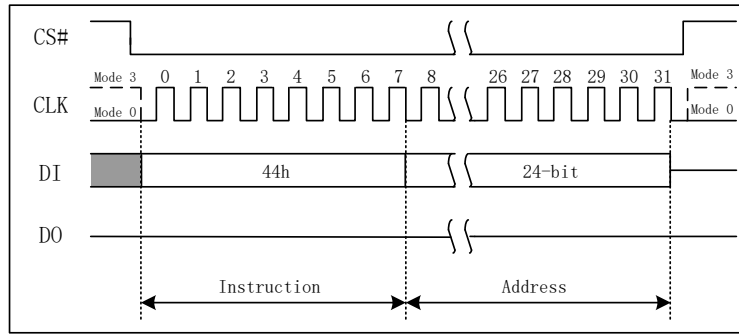 CS#
Mode 3 0 1 2 3 4 5 6 7 8 26 27 28 29 30 31 Mode 3
CLK
Mode 0 Mode 0
DI 44h 24-bit
DO
Instruction Address